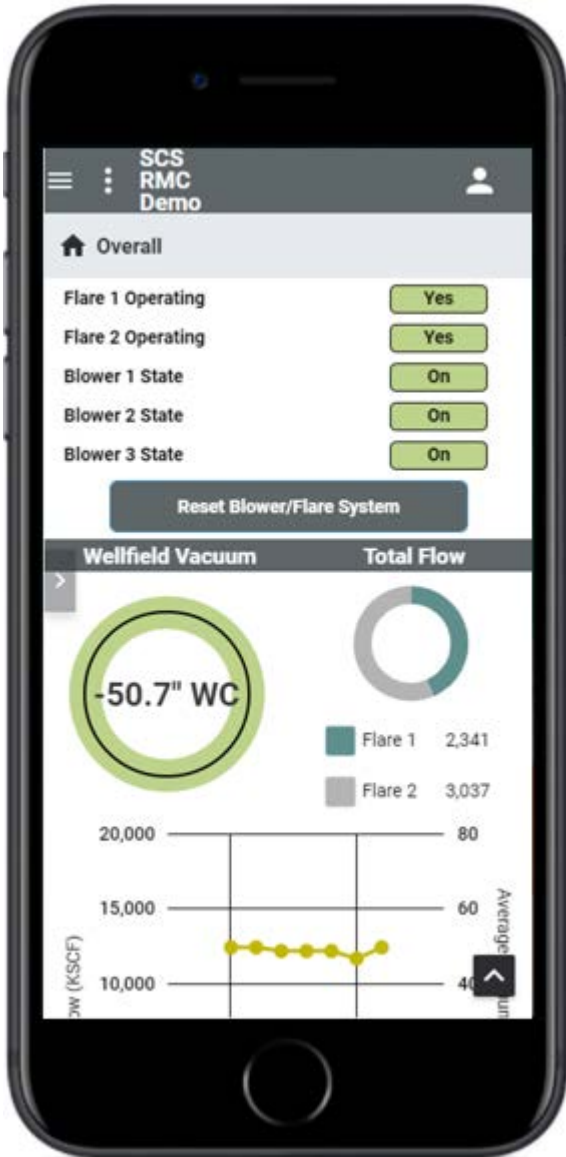 SCS
RMC
Demo
Overall
Flare 1 Operating Yes
Flare 2 Operating Yes
Blower 1 State On
Blower 2 State On
Blower 3 State On
Reset Blower/Flare System
Wellfield Vacuum Total Flow
-50.7" WC
Flare 1 2,341
Flare 2 3,037
20,000 80
15,000 60
10,000 40
(KSCF)
Average